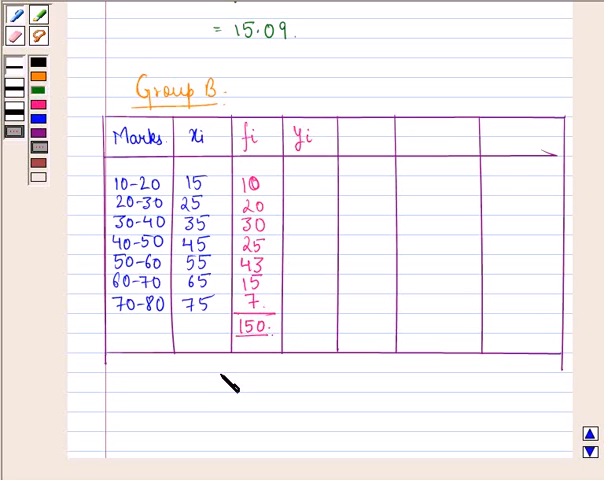 = 15.09.
Group B.
Marks xi fi yi
10-20 15 10
20-30 25 20
30-40 35 30
40-50 45 25
50-60 55 43
60-70 65 15
70-80 75 7.
150.